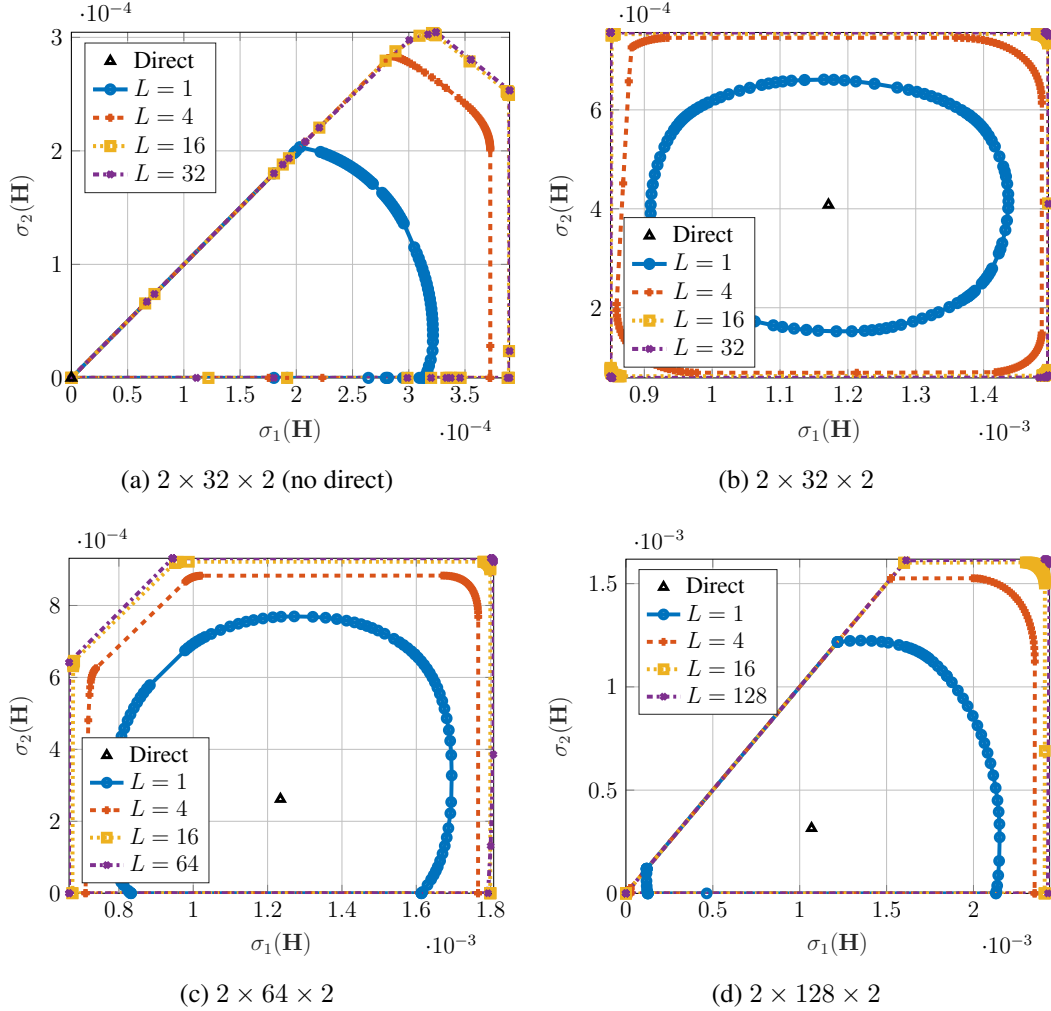 ·10⁻⁴
3
2
1
0
σ₂(H)
Direct
L = 1
L = 4
L = 16
L = 32
0 0.5 1 1.5 2 2.5 3 3.5
σ₁(H) ·10⁻⁴
(a) 2 × 32 × 2 (no direct)
·10⁻⁴
6
4
2
σ₂(H)
Direct
L = 1
L = 4
L = 16
L = 32
0.9 1 1.1 1.2 1.3 1.4
σ₁(H) ·10⁻³
(b) 2 × 32 × 2
·10⁻⁴
8
6
4
2
0
σ₂(H)
Direct
L = 1
L = 4
L = 16
L = 64
0.8 1 1.2 1.4 1.6 1.8
σ₁(H) ·10⁻³
(c) 2 × 64 × 2
·10⁻³
1.5
1
0.5
0
σ₂(H)
Direct
L = 1
L = 4
L = 16
L = 128
0 0.5 1 1.5 2
σ₁(H) ·10⁻³
(d) 2 × 128 × 2